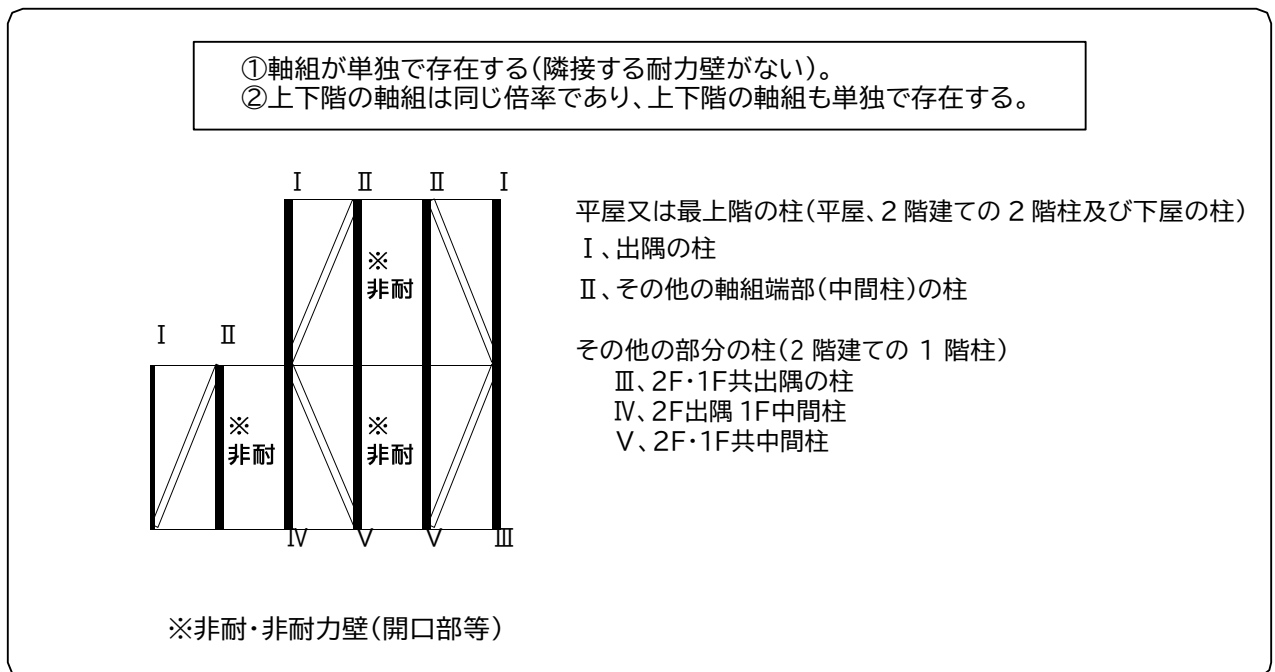 ①軸組が単独で存在する(隣接する耐力壁がない)。
②上下階の軸組は同じ倍率であり、上下階の軸組も単独で存在する。
Ⅰ Ⅱ Ⅱ Ⅰ
※
非耐
Ⅰ Ⅱ
※
非耐
※
非耐
Ⅳ Ⅴ Ⅴ Ⅲ
平屋又は最上階の柱(平屋、2階建ての2階柱及び下屋の柱)
Ⅰ、出隅の柱
Ⅱ、その他の軸組端部(中間柱)の柱
その他の部分の柱(2階建ての 1階柱)
Ⅲ、2F・1F共出隅の柱
Ⅳ、2F出隅 1F中間柱
Ⅴ、2F・1F共中間柱
※非耐・非耐力壁(開口部等)